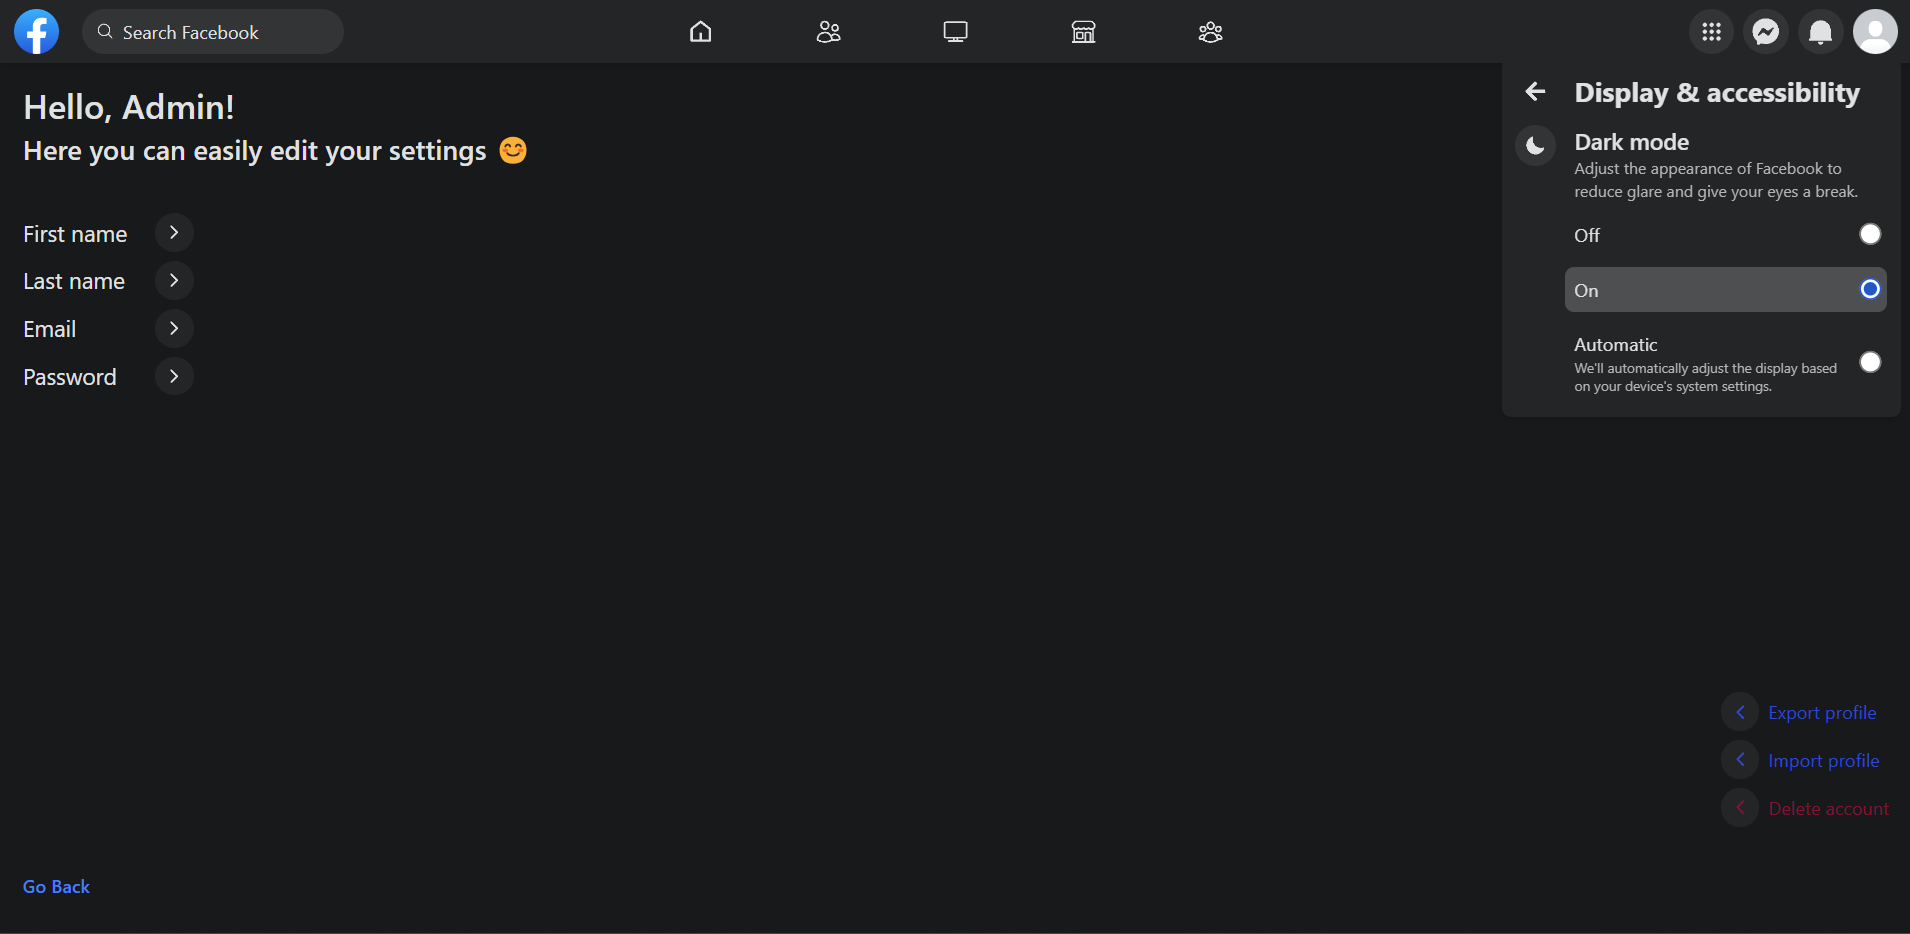 Search Facebook
Hello, Admin!
Here you can easily edit your settings 😊
First name
Last name
Email
Password
Display & accessibility
Dark mode
Adjust the appearance of Facebook to
reduce glare and give your eyes a break.
Off
On
Automatic
We'll automatically adjust the display based
on your device's system settings.
Export profile
Import profile
Delete account
Go Back